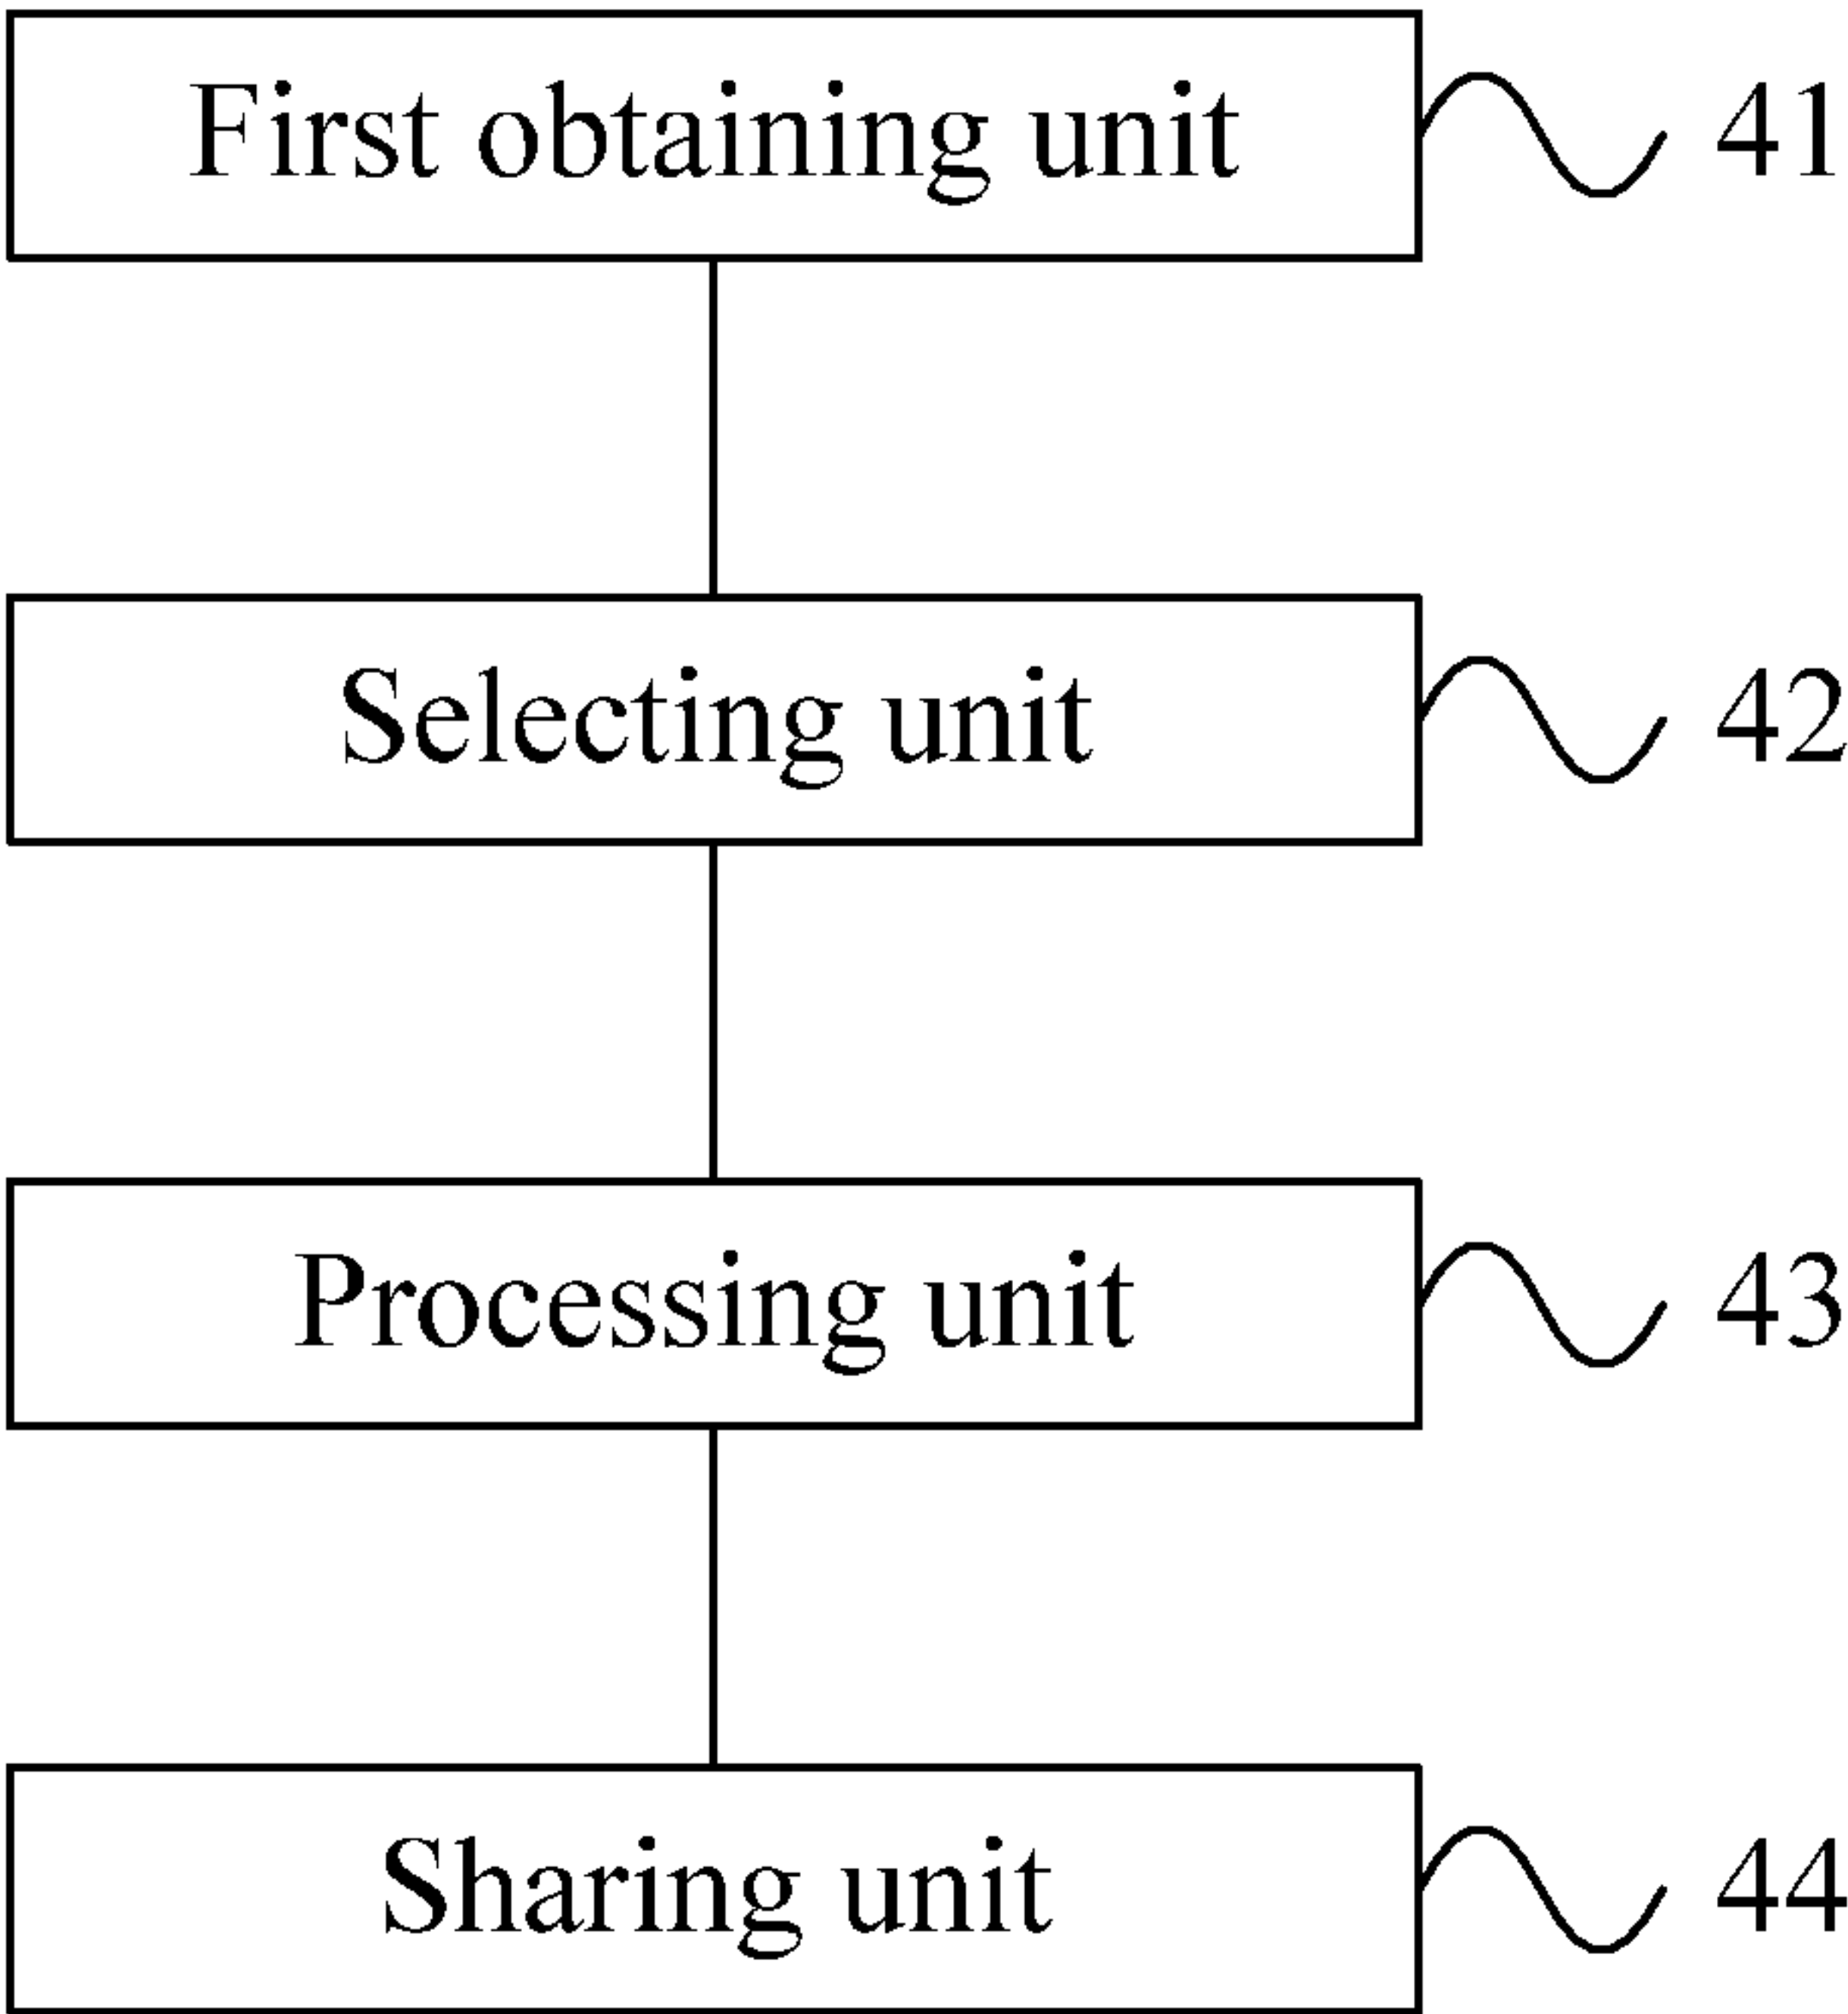 First obtaining unit 41
Selecting unit 42
Processing unit 43
Sharing unit 44